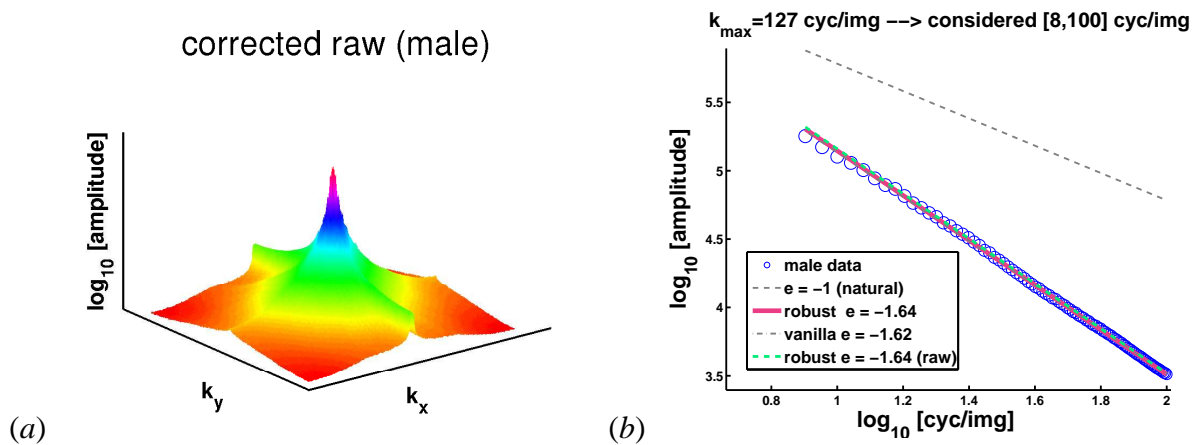 corrected raw (male)
log10 [amplitude]
ky
kx
(a)
kmax=127 cyc/img −−> considered [8,100] cyc/img
log10 [amplitude]
5.5
5
4.5
4
3.5
male data
e = −1 (natural)
robust e = −1.64
vanilla e = −1.62
robust e = −1.64 (raw)
0.8 1 1.2 1.4 1.6 1.8 2
log10 [cyc/img]
(b)